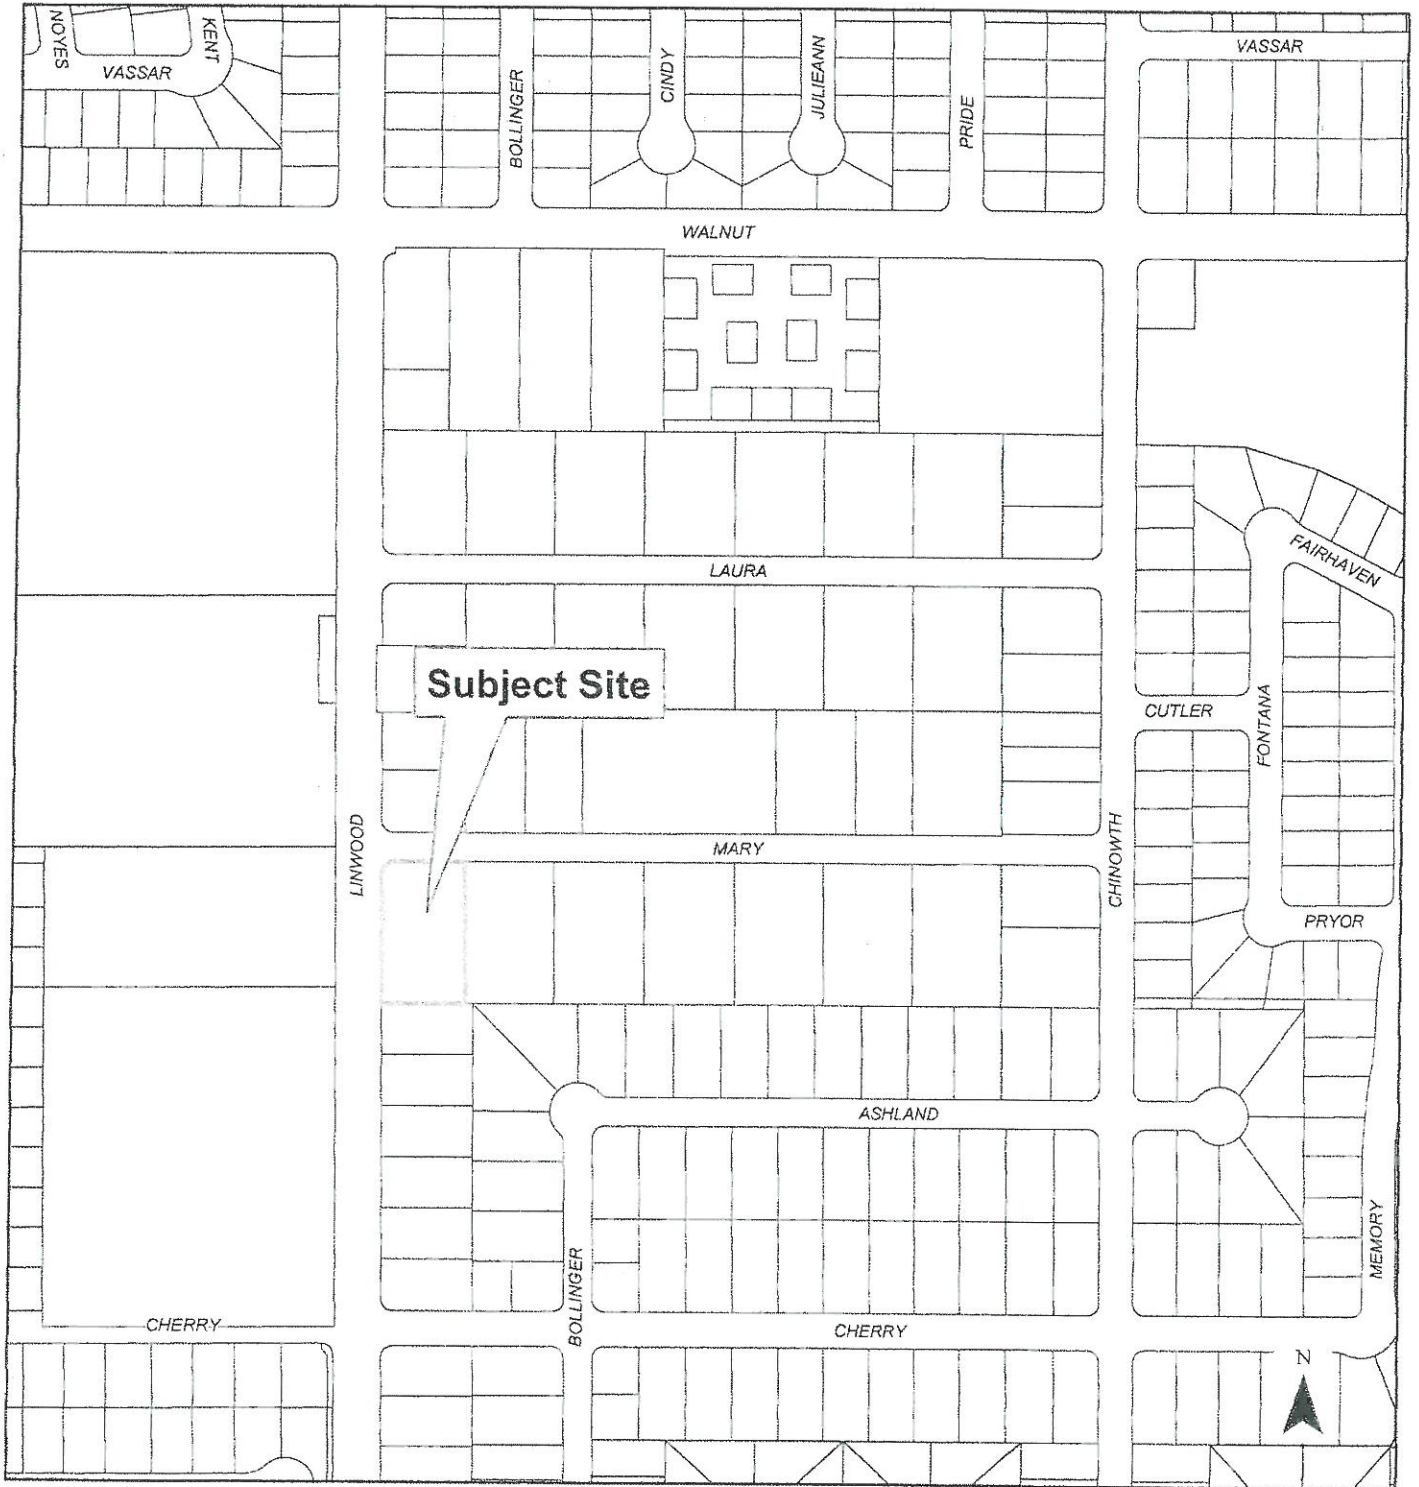 NOYES
KENT
VASSAR
BOLLINGER
CINDY
JULIEANN
PRIDE
VASSAR
WALNUT
LAURA
FAIRHAVEN
Subject Site
CUTLER
FONTANA
LINWOOD
MARY
CHINOWTH
PRYOR
ASHLAND
MEMORY
BOLLINGER
CHERRY
CHERRY
N